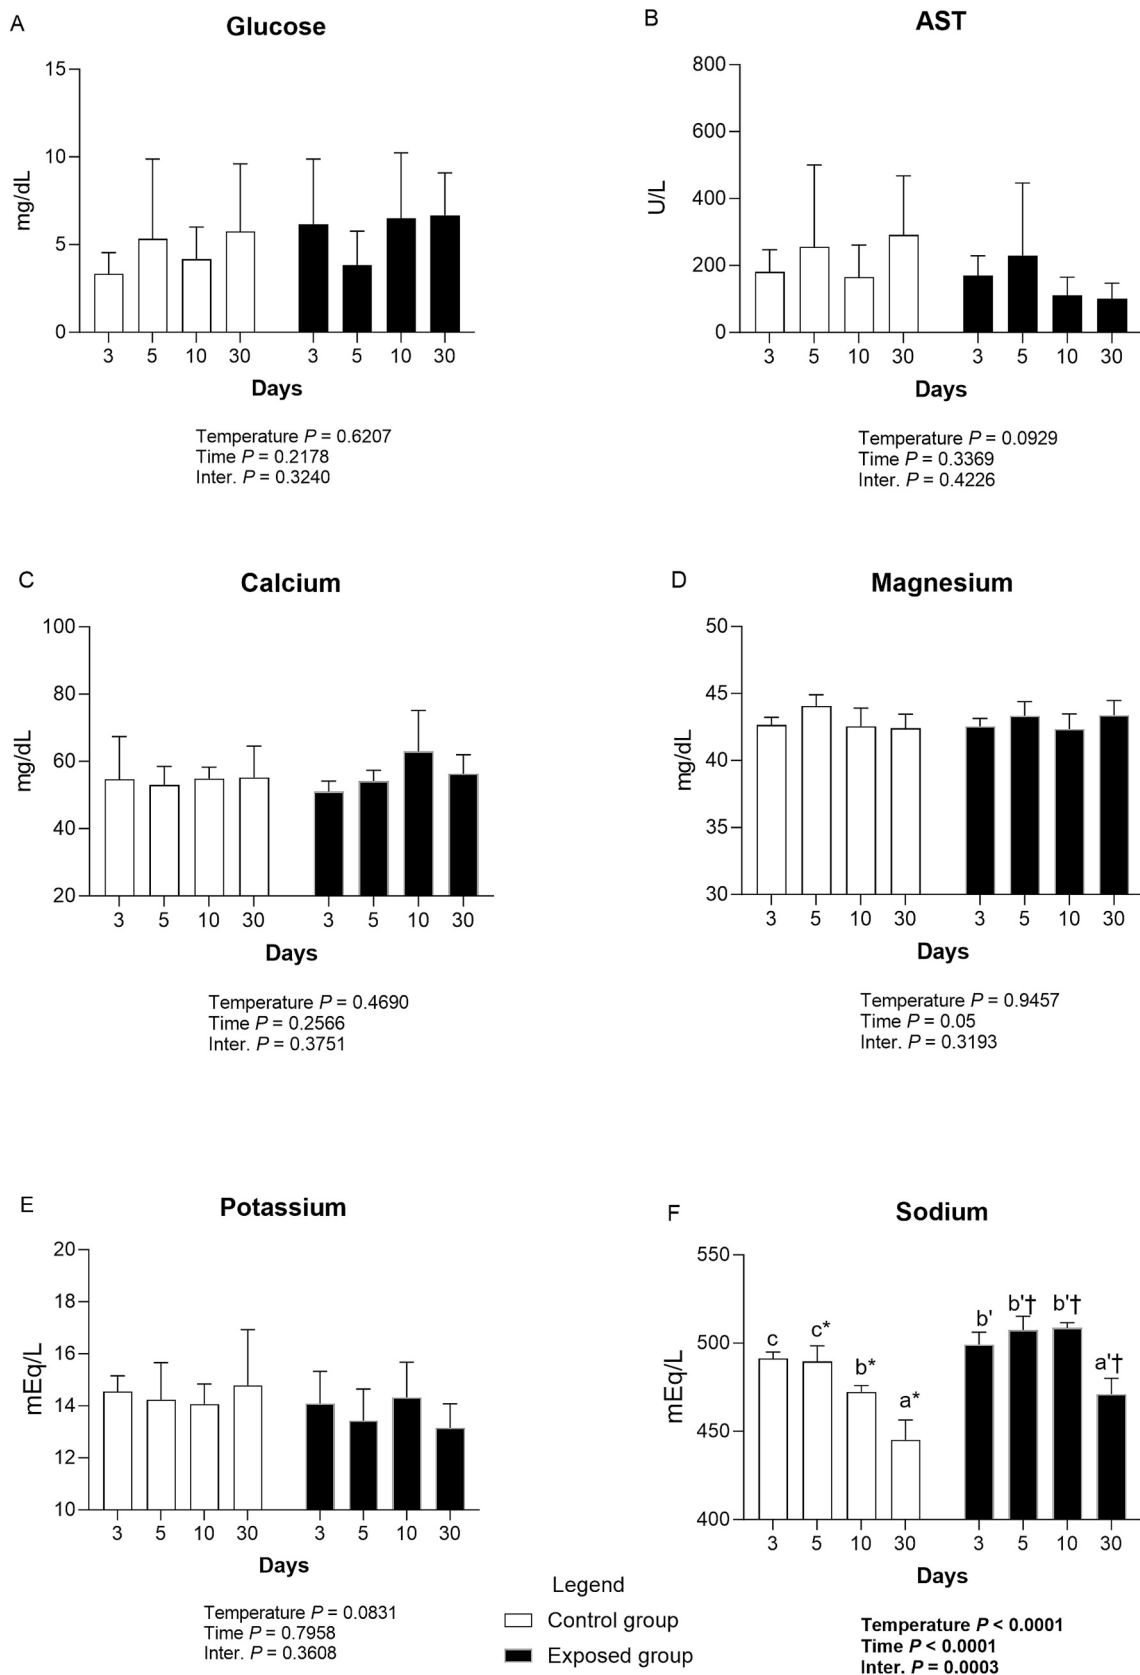 A
Glucose
15
10
5
0
mg/dL
3 5 10 30 3 5 10 30
Days
Temperature P = 0.6207
Time P = 0.2178
Inter. P = 0.3240
B
AST
800
600
400
200
0
U/L
3 5 10 30 3 5 10 30
Days
Temperature P = 0.0929
Time P = 0.3369
Inter. P = 0.4226
C
Calcium
100
80
60
40
20
mg/dL
3 5 10 30 3 5 10 30
Days
Temperature P = 0.4690
Time P = 0.2566
Inter. P = 0.3751
D
Magnesium
50
45
40
35
30
mg/dL
3 5 10 30 3 5 10 30
Days
Temperature P = 0.9457
Time P = 0.05
Inter. P = 0.3193
E
Potassium
20
18
16
14
12
10
mEq/L
3 5 10 30 3 5 10 30
Days
Temperature P = 0.0831
Time P = 0.7958
Inter. P = 0.3608
F
Sodium
550
500
450
400
mEq/L
c c* b* a* b' b'† b'† a'†
3 5 10 30 3 5 10 30
Days
Temperature P < 0.0001
Time P < 0.0001
Inter. P = 0.0003
Legend
Control group
Exposed group